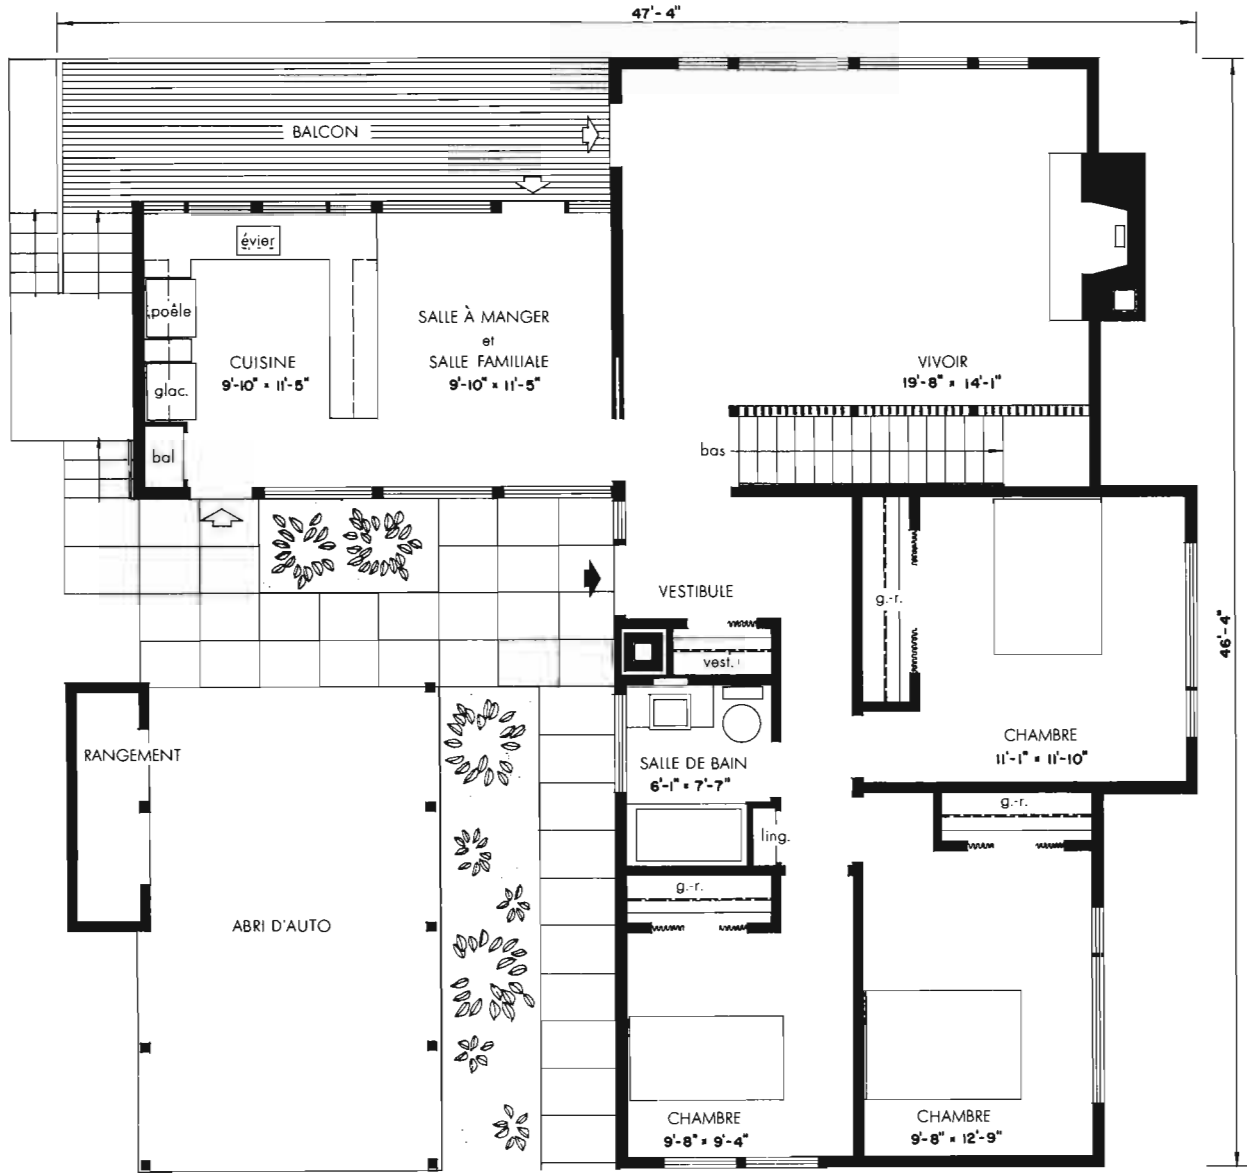 47'-4"
BALCON
évier
poêle
SALLE À MANGER
et
SALLE FAMILIALE
9'-10" x 11'-5"
CUISINE
9'-10" x 11'-5"
glac.
bal
VIVOIR
19'-8" x 14'-1"
bas
VESTIBULE
g.-r.
vest.
46'-4"
RANGEMENT
CHAMBRE
11'-1" x 11'-10"
SALLE DE BAIN
6'-1" x 7'-7"
g.-r.
ling.
g.-r.
ABRI D'AUTO
CHAMBRE
9'-8" x 9'-4"
CHAMBRE
9'-8" x 12'-9"